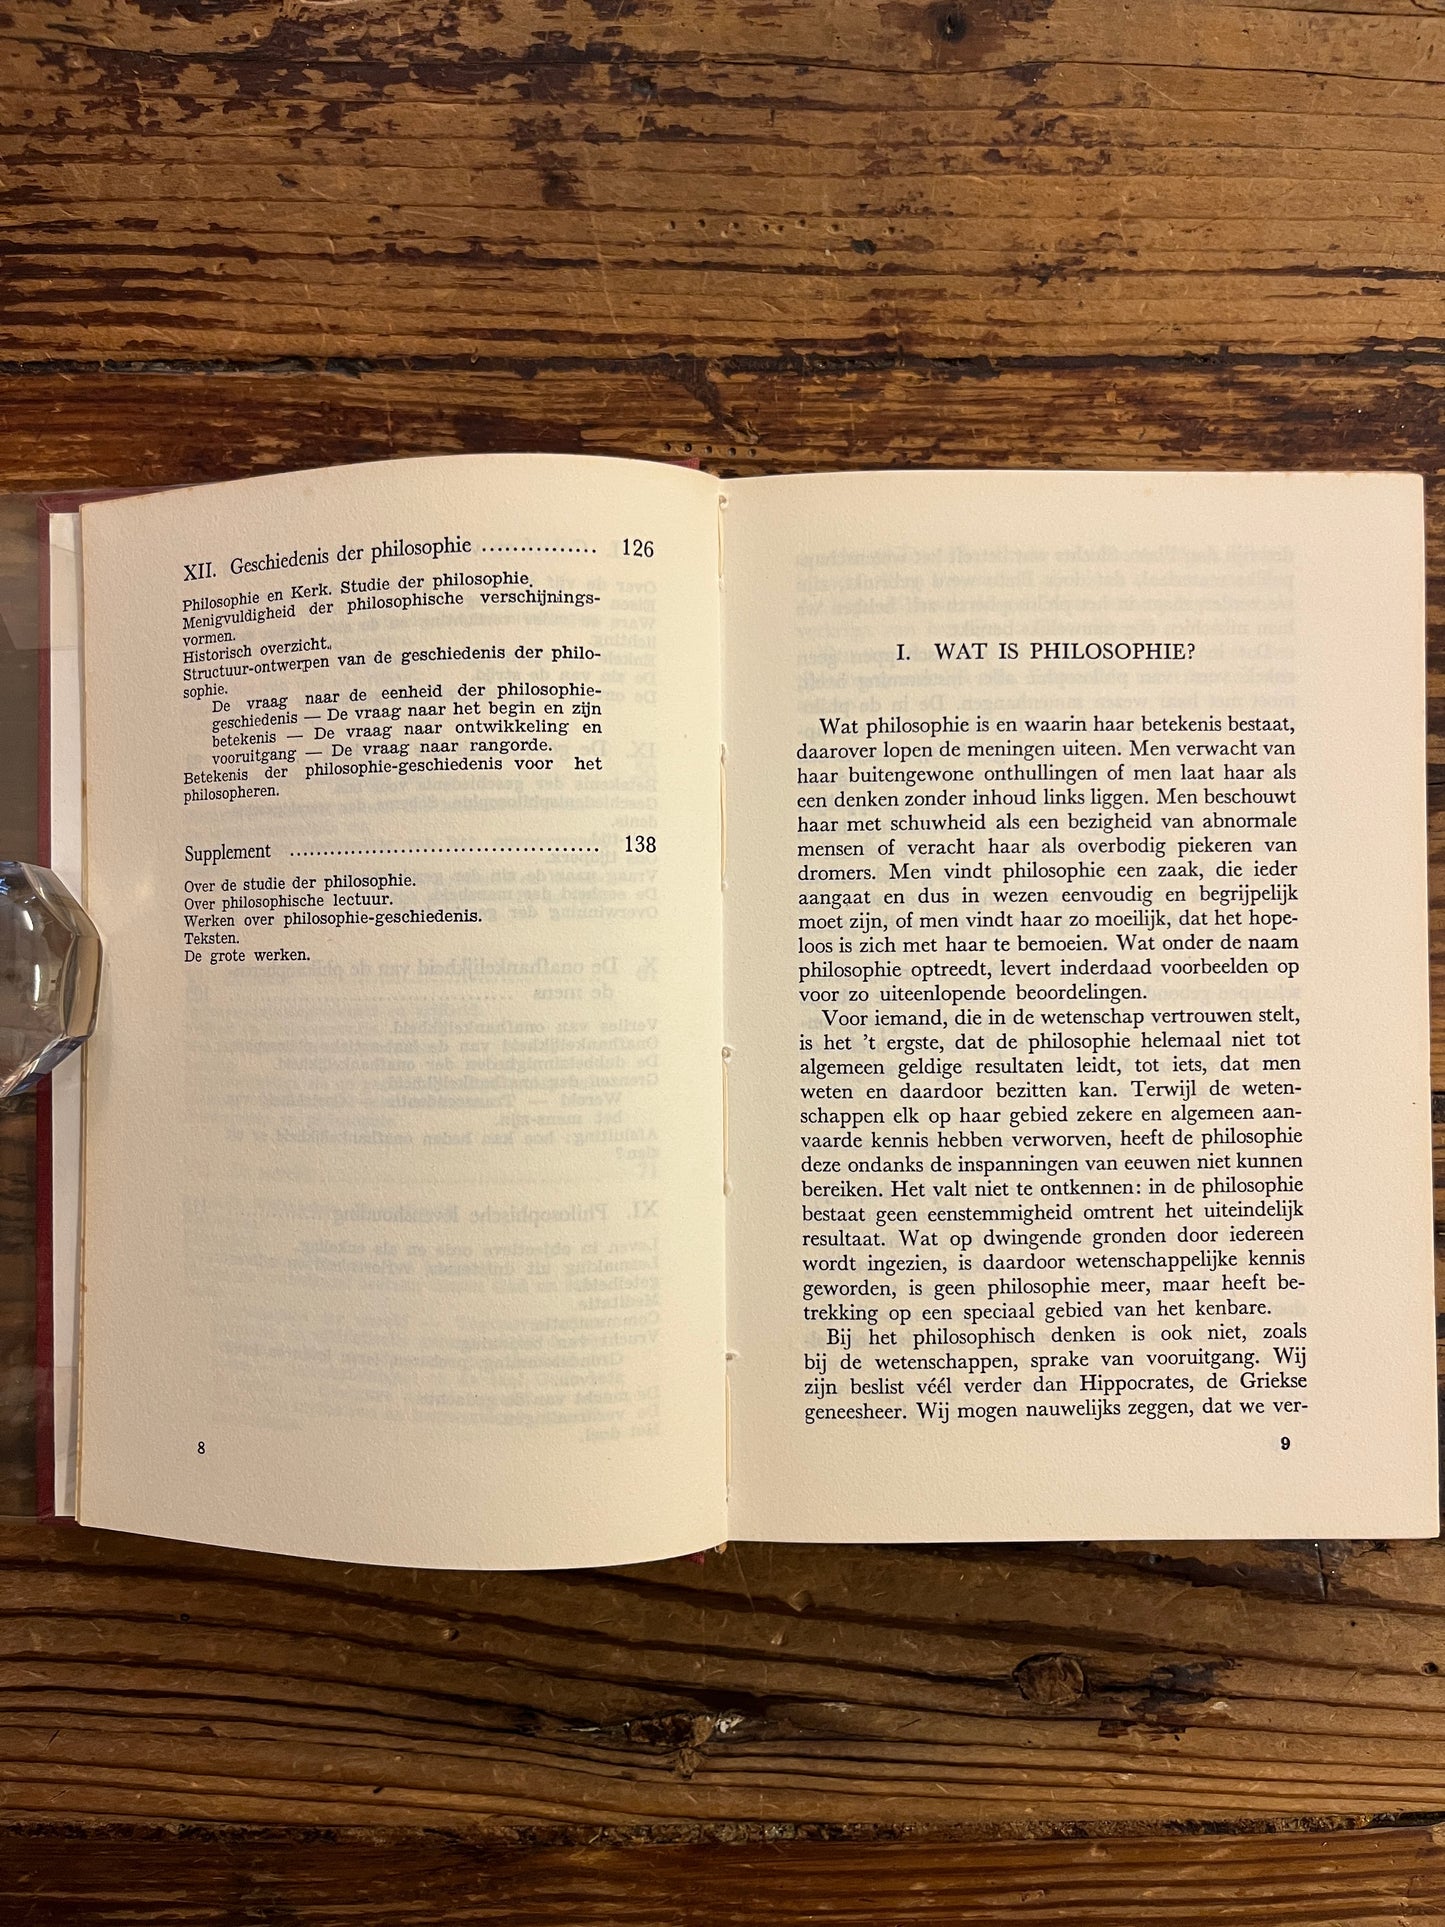 XII. Geschiedenis der philosophie ............... 126
Philosophie en Kerk. Studie der philosophie.
Menigvuldigheid der philosophische verschijnings-
vormen.
Historisch overzicht.
Structuur-ontwerpen van de geschiedenis der philo-
sophie.
De vraag naar de eenheid der philosophie-
geschiedenis — De vraag naar het begin en zijn
betekenis — De vraag naar ontwikkeling en
vooruitgang — De vraag naar rangorde.
Betekenis der philosophie-geschiedenis voor het
philosopheren.
Supplement ........................................ 138
Over de studie der philosophie.
Over philosophische lectuur.
Werken over philosophie-geschiedenis.
Teksten.
De grote werken.
8
I. WAT IS PHILOSOPHIE?
Wat philosophie is en waarin haar betekenis bestaat,
daarover lopen de meningen uiteen. Men verwacht van
haar buitengewone onthullingen of men laat haar als
een denken zonder inhoud links liggen. Men beschouwt
haar met schuwheid als een bezigheid van abnormale
mensen of veracht haar als overbodig piekeren van
dromers. Men vindt philosophie een zaak, die ieder
aangaat en dus in wezen eenvoudig en begrijpelijk
moet zijn, of men vindt haar zo moeilijk, dat het hope-
loos is zich met haar te bemoeien. Wat onder de naam
philosophie optreedt, levert inderdaad voorbeelden op
voor zo uiteenlopende beoordelingen.
Voor iemand, die in de wetenschap vertrouwen stelt,
is het ’t ergste, dat de philosophie helemaal niet tot
algemeen geldige resultaten leidt, tot iets, dat men
weten en daardoor bezitten kan. Terwijl de weten-
schappen elk op haar gebied zekere en algemeen aan-
vaarde kennis hebben verworven, heeft de philosophie
deze ondanks de inspanningen van eeuwen niet kunnen
bereiken. Het valt niet te ontkennen: in de philosophie
bestaat geen eenstemmigheid omtrent het uiteindelijk
resultaat. Wat op dwingende gronden door iedereen
wordt ingezien, is daardoor wetenschappelijke kennis
geworden, is geen philosophie meer, maar heeft be-
trekking op een speciaal gebied van het kenbare.
Bij het philosophisch denken is ook niet, zoals
bij de wetenschappen, sprake van vooruitgang. Wij
zijn beslist véél verder dan Hippocrates, de Griekse
geneesheer. Wij mogen nauwelijks zeggen, dat we ver-
9